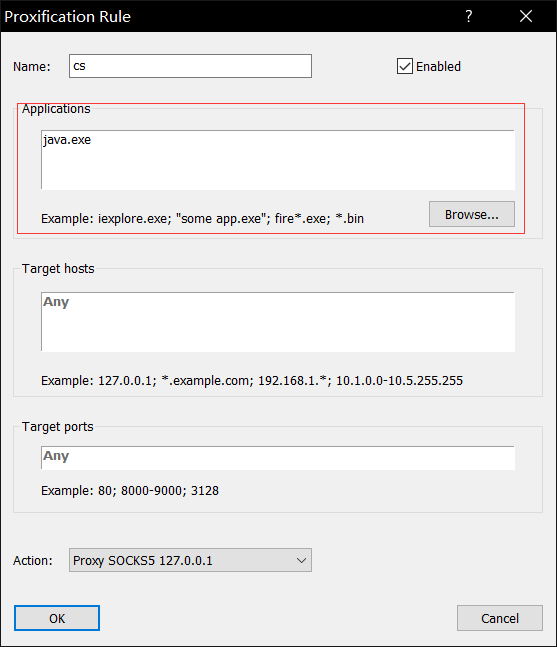 Proxification Rule
?
Name: cs Enabled
Applications
java.exe
Example: iexplore.exe; "some app.exe"; fire*.exe; *.bin
Browse...
Target hosts
Any
Example: 127.0.0.1; *.example.com; 192.168.1.*; 10.1.0.0-10.5.255.255
Target ports
Any
Example: 80; 8000-9000; 3128
Action: Proxy SOCKS5 127.0.0.1
OK Cancel